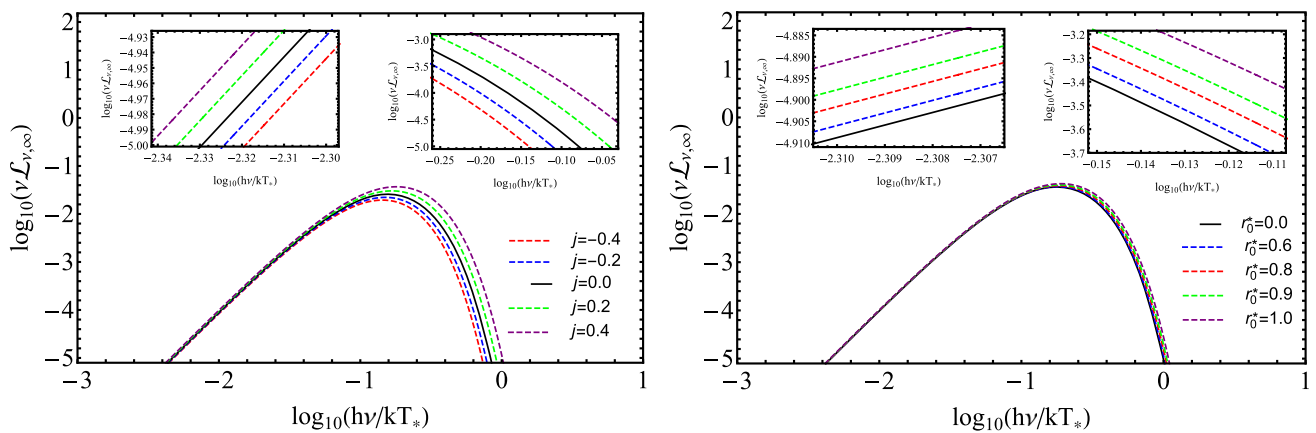 2
1
0
−1
−2
−3
−4
−5
log₁₀(νℒ_ν,∞)
−4.93
−4.94
−4.95
−4.96
−4.97
−4.98
−4.99
−5.00
log₁₀(νℒ_ν,∞)
−2.34 −2.33 −2.32 −2.31 −2.30
log₁₀(hν/kT∗)
−3.0
−3.5
−4.0
−4.5
−5.0
log₁₀(νℒ_ν,∞)
−0.25 −0.20 −0.15 −0.10 −0.05
log₁₀(hν/kT∗)
j=−0.4
j=−0.2
j=0.0
j=0.2
j=0.4
−3 −2 −1 0 1
log₁₀(hν/kT∗)
2
1
0
−1
−2
−3
−4
−5
log₁₀(νℒ_ν,∞)
−4.885
−4.890
−4.895
−4.900
−4.905
−4.910
log₁₀(νℒ_ν,∞)
−2.310 −2.309 −2.308 −2.307
log₁₀(hν/kT∗)
−3.2
−3.3
−3.4
−3.5
−3.6
−3.7
log₁₀(νℒ_ν,∞)
−0.15 −0.14 −0.13 −0.12 −0.11
log₁₀(hν/kT∗)
r₀*=0.0
r₀*=0.6
r₀*=0.8
r₀*=0.9
r₀*=1.0
−3 −2 −1 0 1
log₁₀(hν/kT∗)